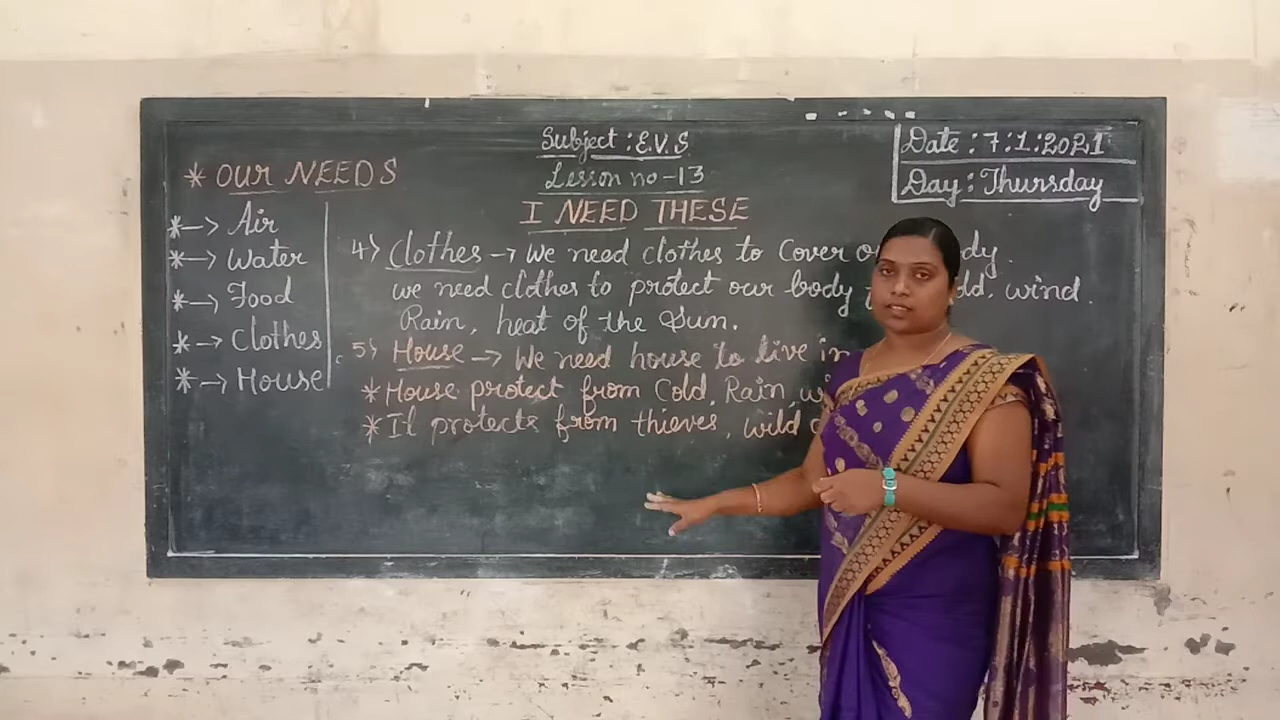 Subject : E.V.S
Lesson no-13
I NEED THESE
Date : 7:1:2021
Day : Thursday
* OUR NEEDS
*--> Air
*--> Water
*--> Food
*--> Clothes
*--> House
4) Clothes -> We need clothes to Cover
we need clothes to protect our body wind.
Rain, heat of the Sun.
5) House -> We need house to live in
*House protect from Cold, Rain,
*It protects from thieves, wild